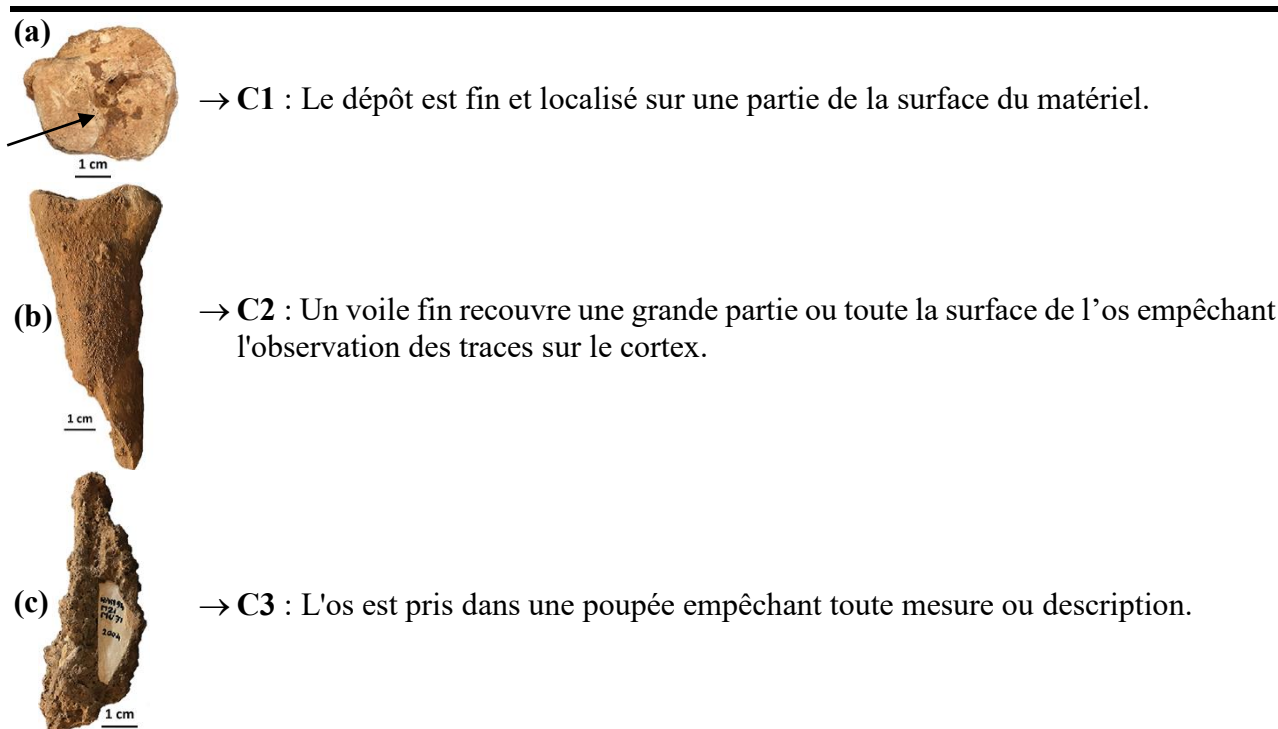 (a)
→ C1 : Le dépôt est fin et localisé sur une partie de la surface du matériel.
1 cm
(b)
→ C2 : Un voile fin recouvre une grande partie ou toute la surface de l’os empêchant
l'observation des traces sur le cortex.
1 cm
(c)
→ C3 : L'os est pris dans une poupée empêchant toute mesure ou description.
2004
1 cm